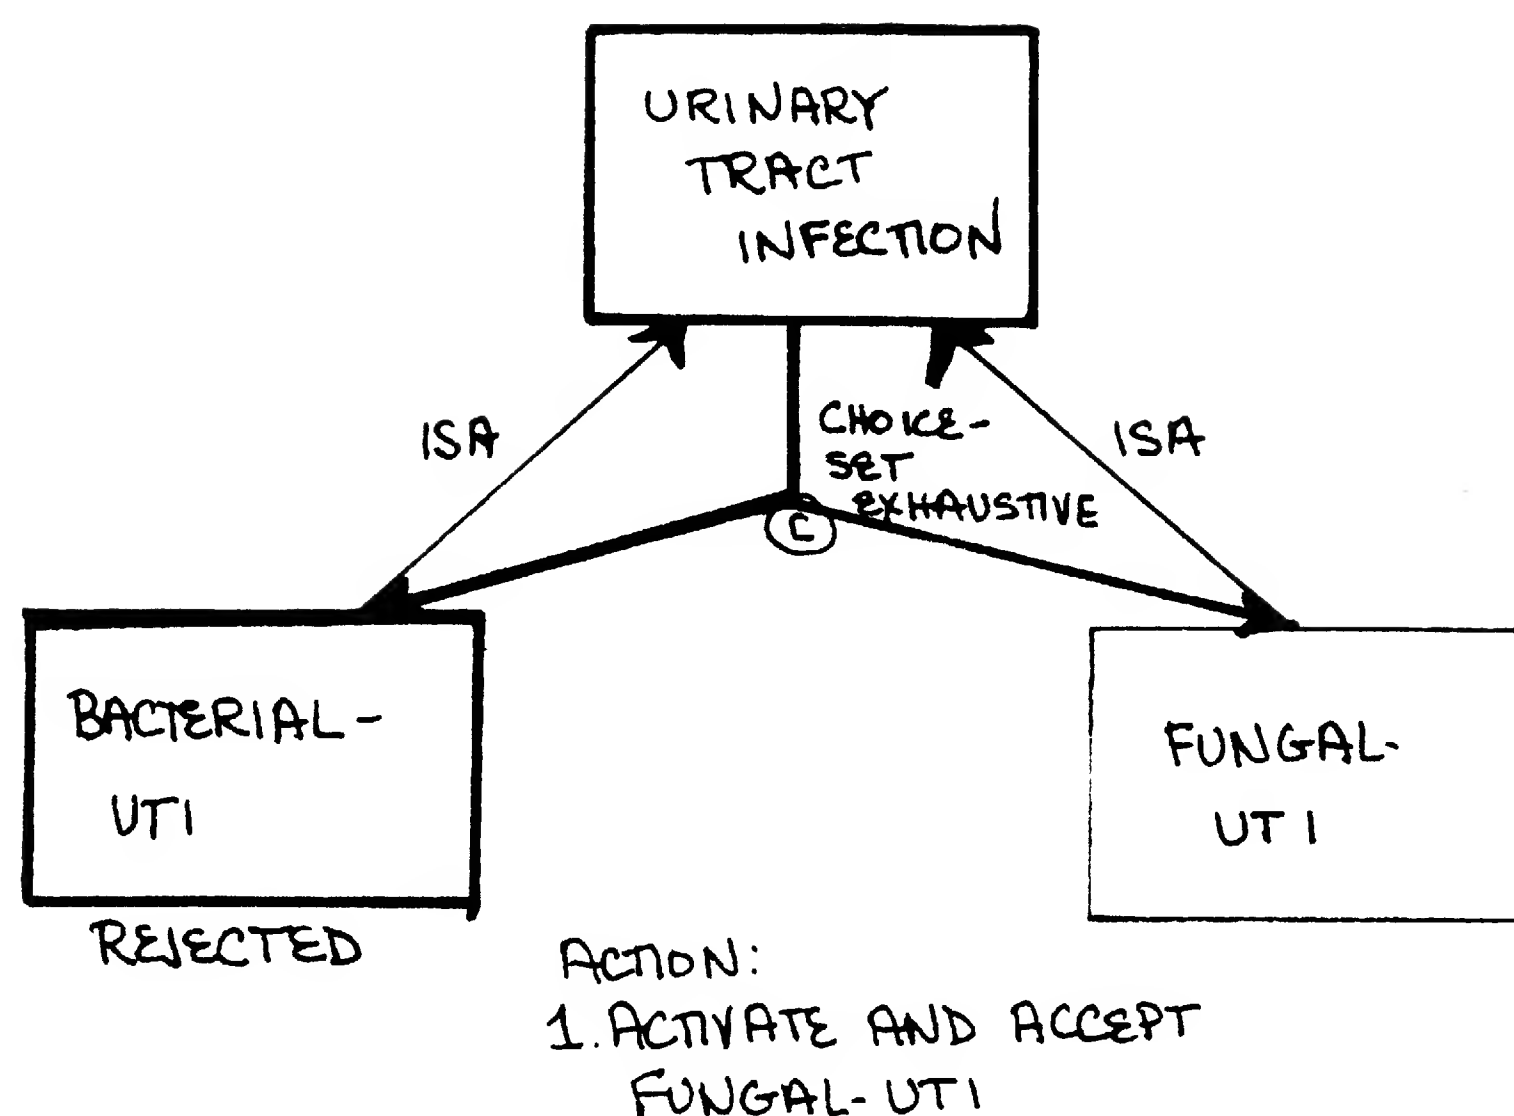 URINARY
TRACT
INFECTION
ISA
CHOICE-
SET
EXHAUSTIVE
ISA
C
BACTERIAL-
UTI
FUNGAL-
UTI
REJECTED
ACTION:
1. ACTIVATE AND ACCEPT
FUNGAL-UTI